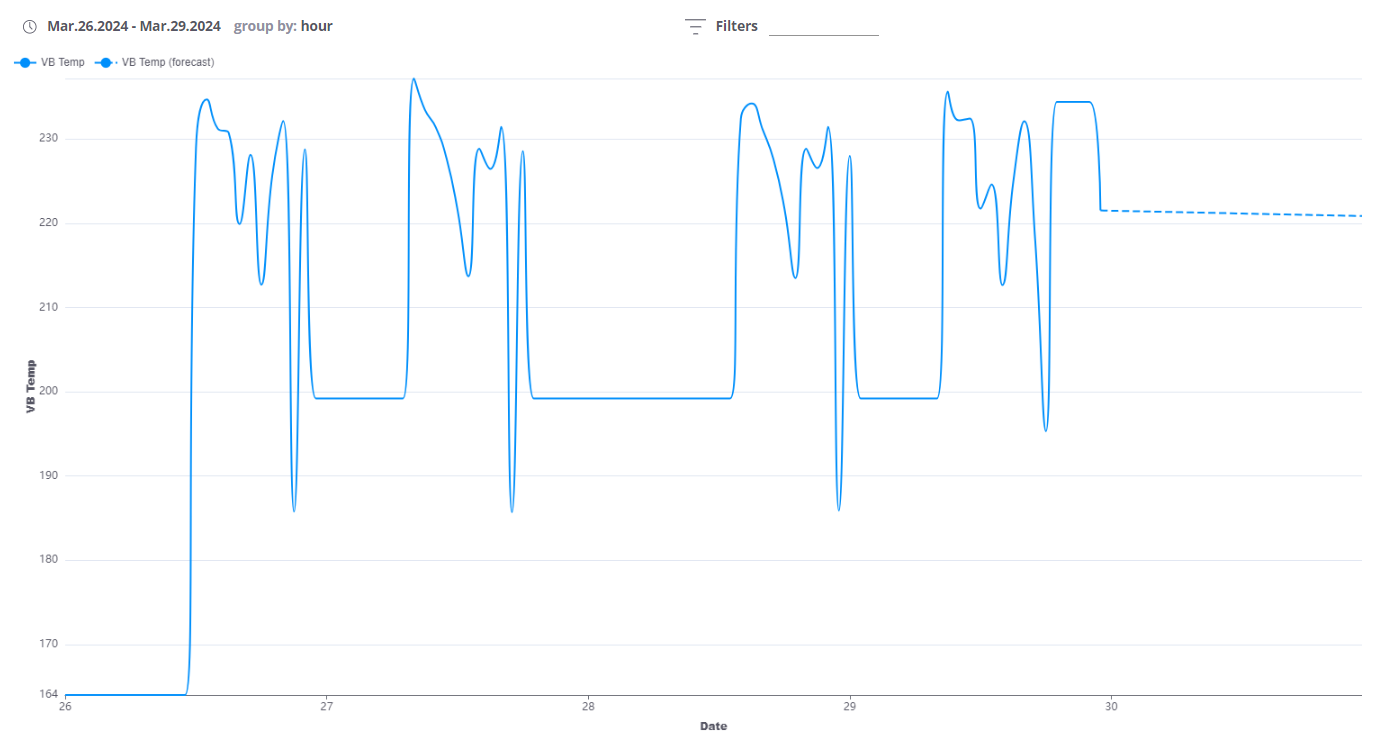 Mar.26.2024 - Mar.29.2024 group by: hour Filters
VB Temp VB Temp (forecast)
230
220
210
200
190
180
170
164
VB Temp
26 27 28 29 30
Date